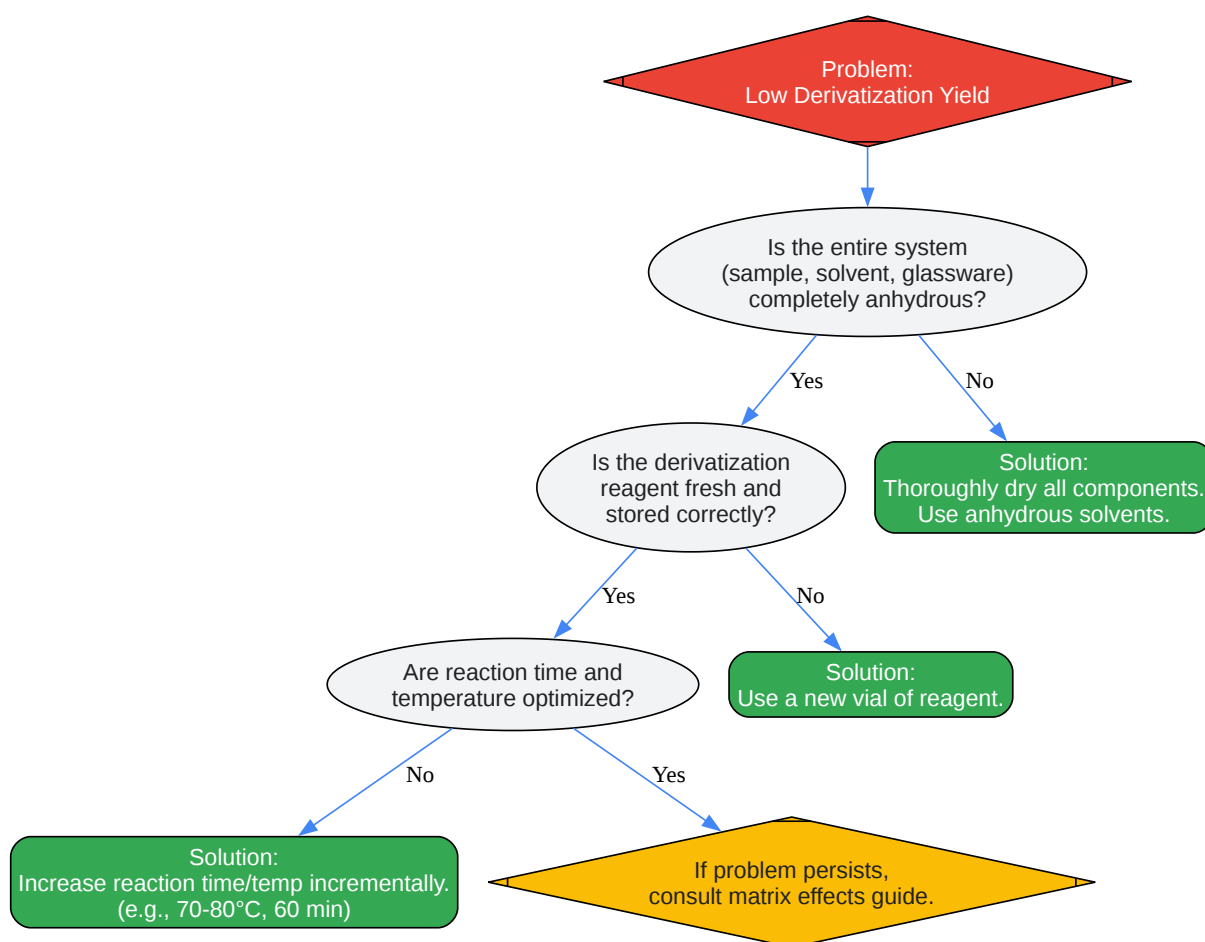 Problem:
Low Derivatization Yield
Is the entire system
(sample, solvent, glassware)
completely anhydrous?
Yes
No
Is the derivatization
reagent fresh and
stored correctly?
Solution:
Thoroughly dry all components.
Use anhydrous solvents.
Yes
No
Are reaction time and
temperature optimized?
Solution:
Use a new vial of reagent.
No
Yes
Solution:
Increase reaction time/temp incrementally.
(e.g., 70-80°C, 60 min)
If problem persists,
consult matrix effects guide.